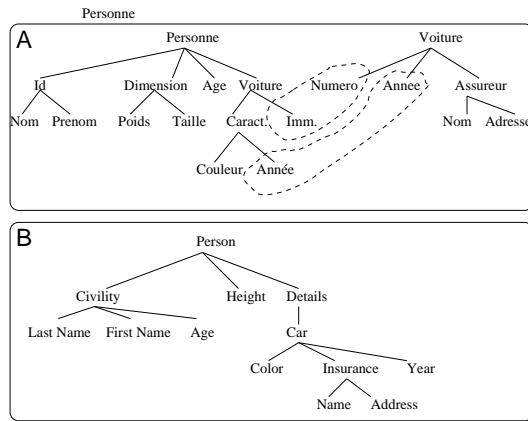 Personne
A
Personne Voiture
Id Dimension Age Voiture Numero Annee Assureur
Nom Prenom Poids Taille Caract. Imm. Nom Adresse
Couleur Année
B
Person
Civility Height Details
Last Name First Name Age Car
Color Insurance Year
Name Address